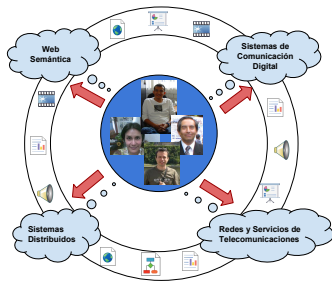 Web
Semántica
Sistemas de
Comunicación
Digital
Sistemas
Distribuidos
Redes y Servicios de
Telecomunicaciones